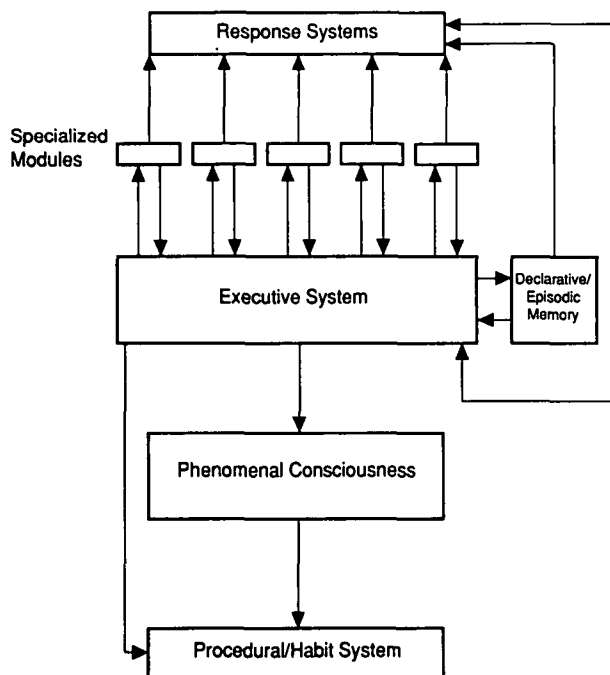 Response Systems
Specialized
Modules
Executive System
Declarative/
Episodic
Memory
Phenomenal Consciousness
Procedural/Habit System